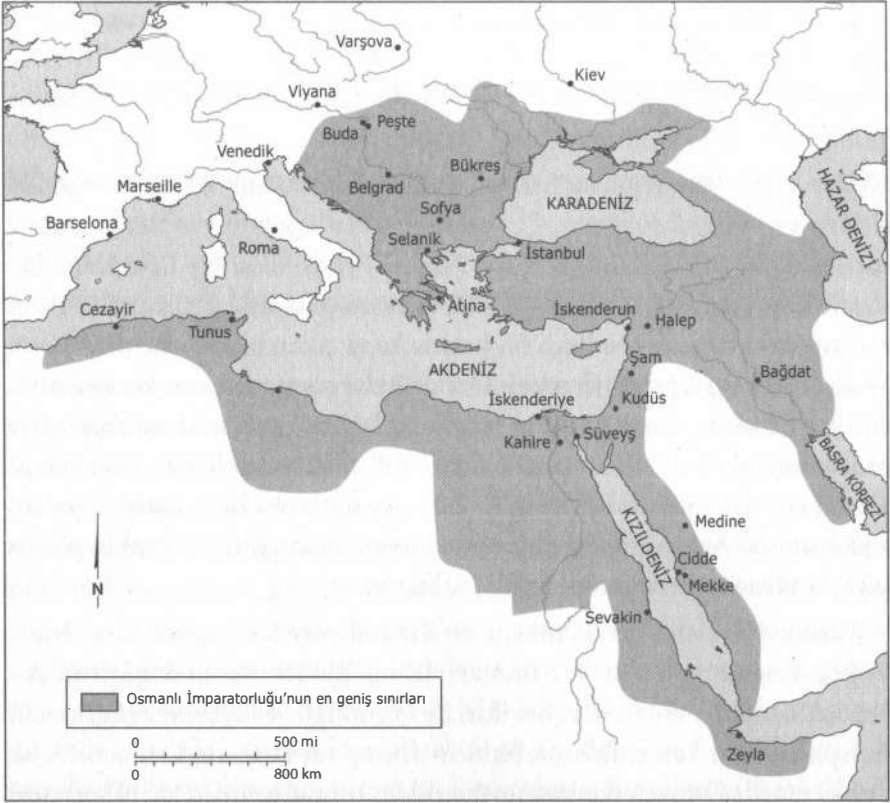 Varşova
Kiev
Viyana
Peşte
Buda
Venedik
Bükreş
Belgrad
Marseille
KARADENİZ
HAZAR DENİZİ
Barselona
Sofya
Roma
Selanik
İstanbul
Atina
Cezayir
Tunus
İskenderun
Halep
AKDENİZ
Şam
Bağdat
İskenderiye
Kudüs
Kahire
Süveyş
BASRA KÖRFEZİ
KIZILDENİZ
Medine
Cidde
Mekke
N
Sevakin
Osmanlı İmparatorluğu'nun en geniş sınırları
0 500 mi
0 800 km
Zeyla